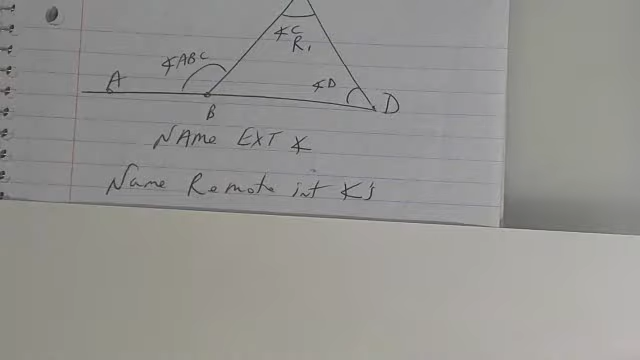 ∡C
R,
∡ABC
∡D
A
D
B
NAME EXT ∡
Name Remote int ∡s